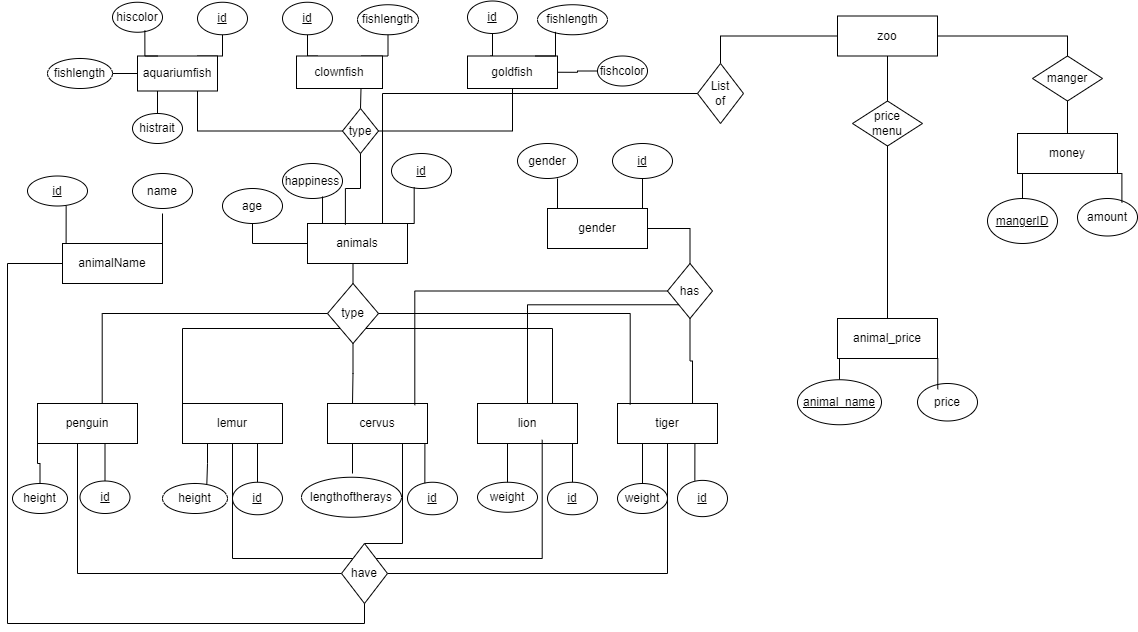 hiscolor
id
id
fishlength
id
fishlength
zoo
fishlength
aquariumfish
clownfish
goldfish
fishcolor
manger
List
of
histrait
type
price
menu
money
id
name
age
happiness
id
gender
id
mangerID
amount
animalName
animals
gender
type
has
animal_price
penguin
lemur
cervus
lion
tiger
animal_name
price
height
id
height
id
lengthoftherays
id
weight
id
weight
id
have